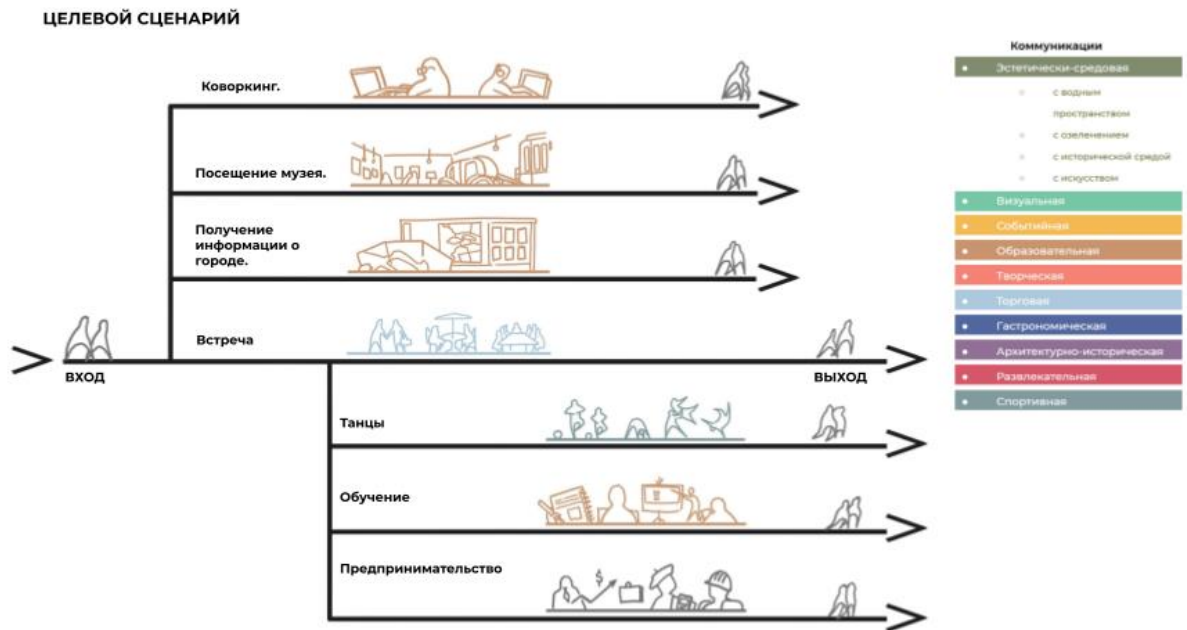 ЦЕЛЕВОЙ СЦЕНАРИЙ
Коворкинг.
Посещение музея.
Получение
информации о
городе.
Встреча
ВХОД
ВЫХОД
Танцы
Обучение
Предпринимательство
$
Коммуникации
Эстетически-средовая
с водным
пространством
с озеленением
с исторической средой
с искусством
Визуальная
Событийная
Образовательная
Творческая
Торговая
Гастрономическая
Архитектурно-историческая
Развлекательная
Спортивная